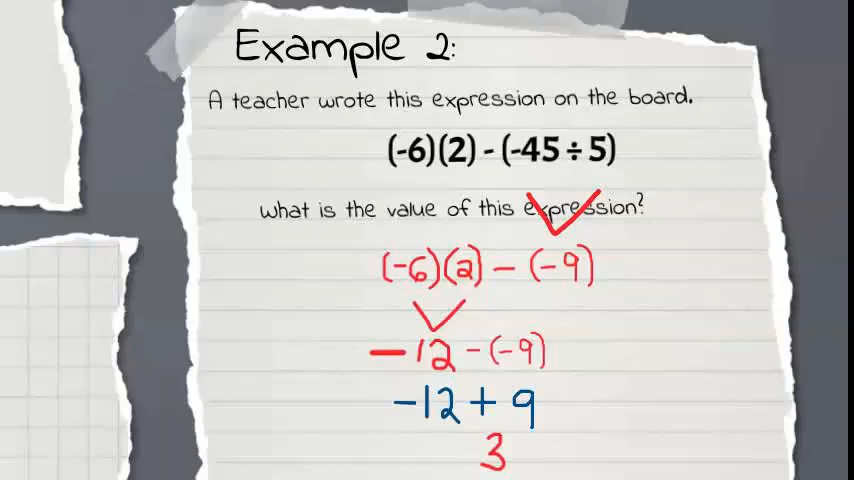 Example 2:
A teacher wrote this expression on the board.
(-6)(2) - (-45 ÷ 5)
What is the value of this expression?
(-6)(2) - (-9)
-12 - (-9)
-12 + 9
3